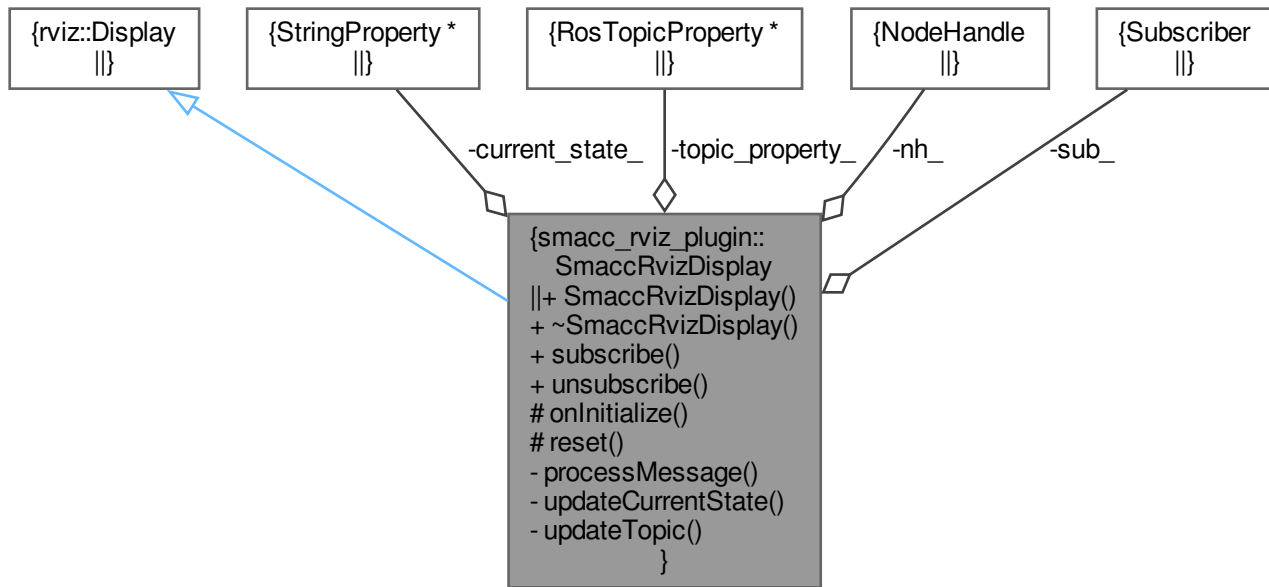 {rviz::Display
||}
{StringProperty *
||}
{RosTopicProperty *
||}
{NodeHandle
||}
{Subscriber
||}
-current_state_
-topic_property_
-nh_
-sub_
{smacc_rviz_plugin::
SmaccRvizDisplay
||+ SmaccRvizDisplay()
+ ~SmaccRvizDisplay()
+ subscribe()
+ unsubscribe()
# onInitialize()
# reset()
- processMessage()
- updateCurrentState()
- updateTopic()
}